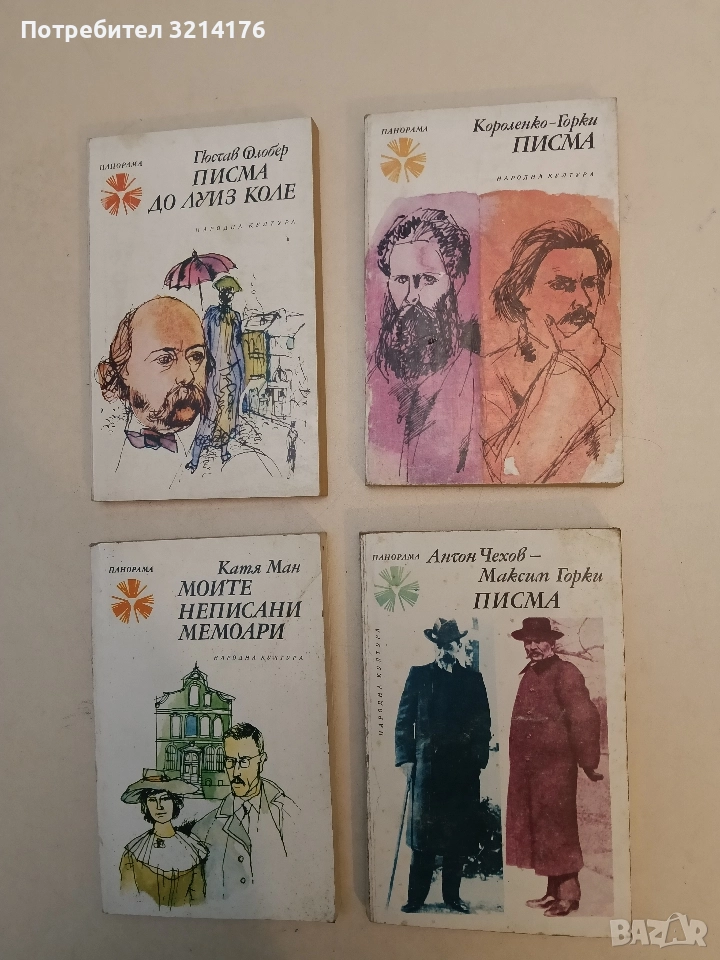 Потребител 3214176
ПАНОРАМА
Гюстав Флобер
ПИСМА
ДО ЛУИЗ КОЛЕ
НАРОДНА КУЛТУРА
ПАНОРАМА
Короленко-Горки
ПИСМА
НАРОДНА КУЛТУРА
ПАНОРАМА
Катя Ман
МОИТЕ
НЕПИСАНИ
МЕМОАРИ
НАРОДНА КУЛТУРА
ПАНОРАМА
Антон Чехов –
Максим Горки
ПИСМА
НАРОДНА КУЛТУРА
BAZAR